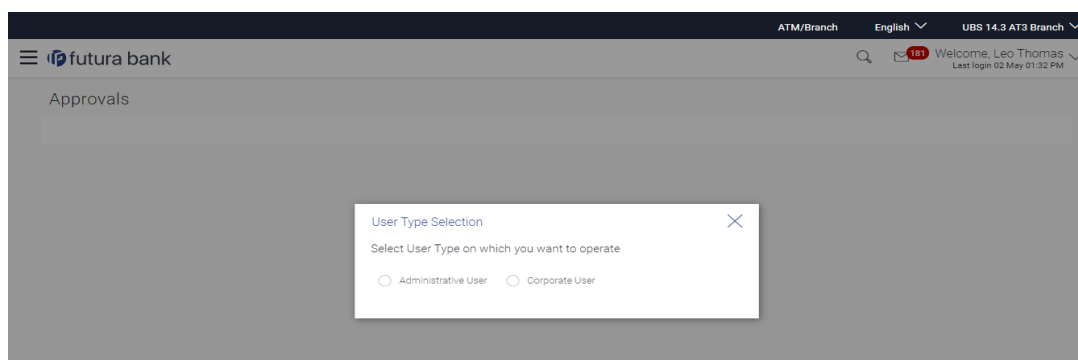 ATM/Branch English UBS 14.3 AT3 Branch
futura bank 181 Welcome, Leo Thomas
Last login 02 May 01:32 PM
Approvals
User Type Selection
Select User Type on which you want to operate
Administrative User Corporate User